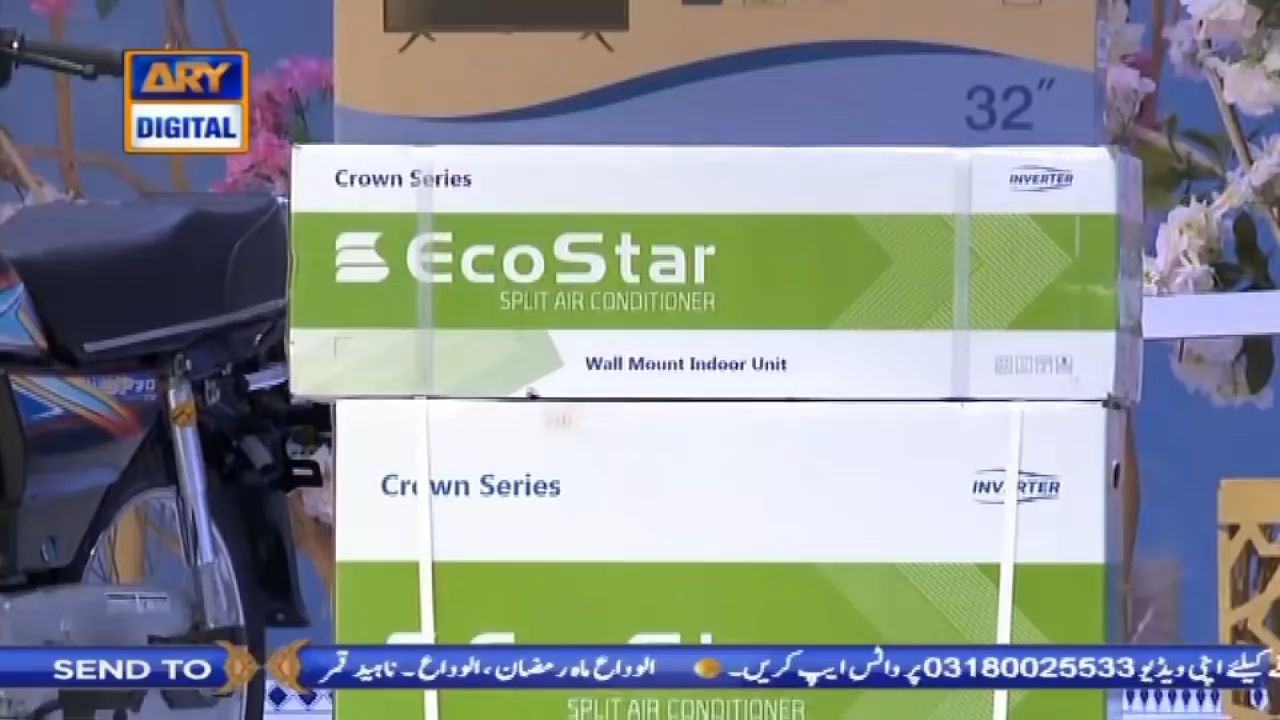 ARY
DIGITAL
32"
Crown Series
INVERTER
EcoStar
SPLIT AIR CONDITIONER
Wall Mount Indoor Unit
Crown Series
INVERTER
SEND TO
کیلئے اپنی ویڈیو 03180025533 پر واٹس ایپ کریں۔ الوداع ماہ رمضان، الوداع۔ ناہید قمر
SPLIT AIR CONDITIONER